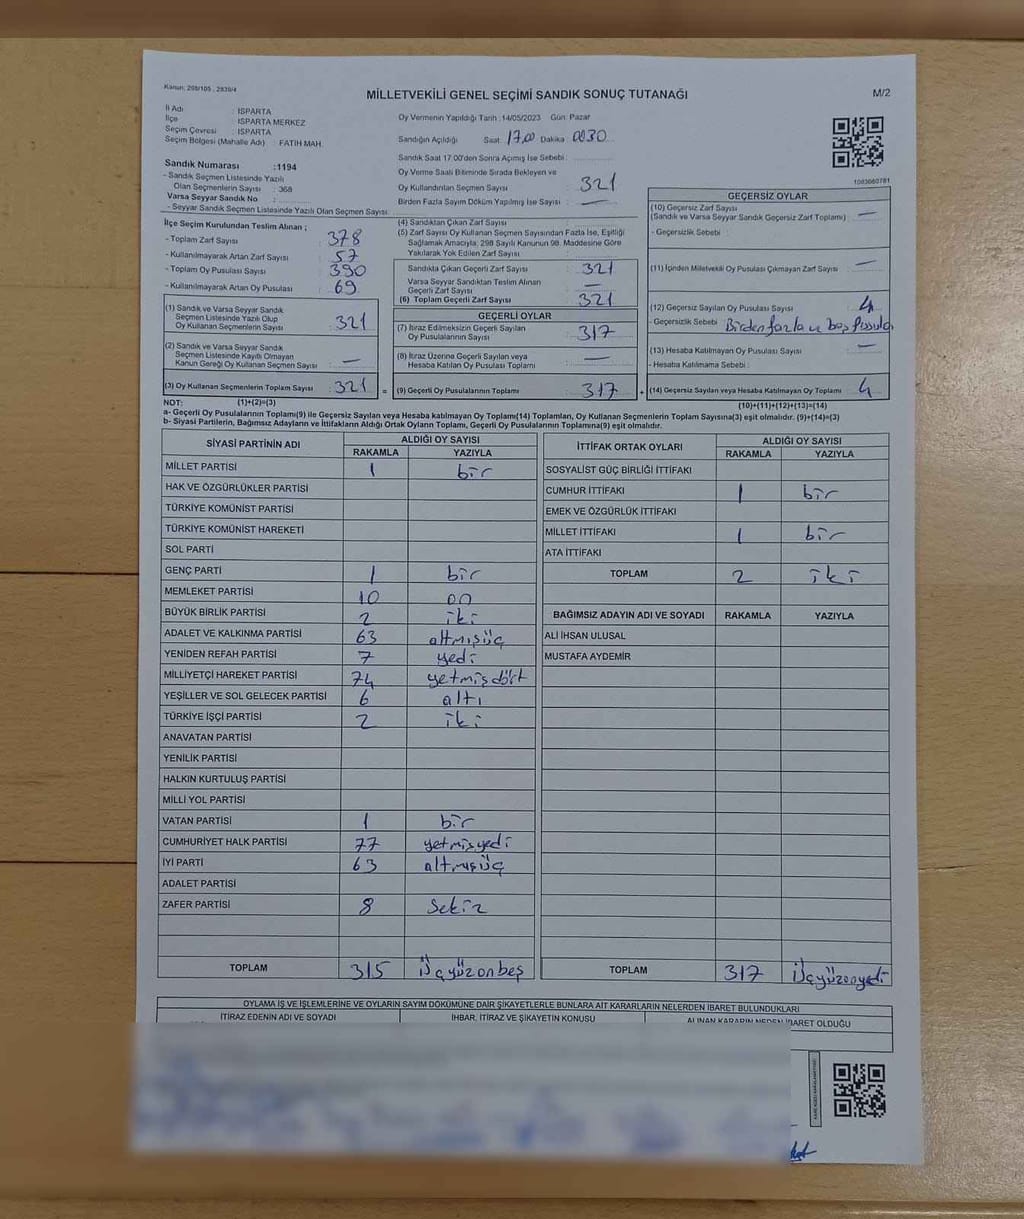 Kanun: 298/105 , 2839/4
MİLLETVEKİLİ GENEL SEÇİMİ SANDIK SONUÇ TUTANAĞI
M/2
İl Adı : ISPARTA
İlçe : ISPARTA MERKEZ
Seçim Çevresi : ISPARTA
Seçim Bölgesi (Mahalle Adı) : FATİH MAH.
Sandık Numarası : 1194
- Sandık Seçmen Listesinde Yazılı
Olan Seçmenlerin Sayısı : 368
Varsa Seyyar Sandık No :
- Seyyar Sandık Seçmen Listesinde Yazılı Olan Seçmen Sayısı:
Oy Vermenin Yapıldığı Tarih : 14/05/2023 Gün: Pazar
Sandığın Açıldığı Saat: 17.00 Dakika: 00 30
Sandık Saat 17.00'den Sonra Açımış İse Sebebi :
Oy Verme Saati Bitiminde Sırada Bekleyen ve
Oy Kullandırılan Seçmen Sayısı : 321
Birden Fazla Sayım Döküm Yapılmış İse Sayısı : —
1083060781
İlçe Seçim Kurulundan Teslim Alınan ;
- Toplam Zarf Sayısı : 378
- Kullanılmayarak Artan Zarf Sayısı : 57
- Toplam Oy Pusulası Sayısı : 390
- Kullanılmayarak Artan Oy Pusulası : 69
(1) Sandık ve Varsa Seyyar Sandık
Seçmen Listesinde Yazılı Olup
Oy Kullanan Seçmenlerin Sayısı : 321
(2) Sandık ve Varsa Seyyar Sandık
Seçmen Listesinde Kayıtlı Olmayan
Kanun Gereği Oy Kullanan Seçmen Sayısı : —
(3) Oy Kullanan Seçmenlerin Toplam Sayısı : 321 =
(4) Sandıktan Çıkan Zarf Sayısı :
(5) Zarf Sayısı Oy Kullanan Seçmen Sayısından Fazla İse, Eşitliği
Sağlamak Amacıyla; 298 Sayılı Kanunun 98. Maddesine Göre
Yakılarak Yok Edilen Zarf Sayısı :
Sandıkta Çıkan Geçerli Zarf Sayısı : 321
Varsa Seyyar Sandıktan Teslim Alınan
Geçerli Zarf Sayısı : —
(6) Toplam Geçerli Zarf Sayısı : 321
GEÇERLİ OYLAR
(7) İtiraz Edilmeksizin Geçerli Sayılan
Oy Pusulalarının Toplamı : 317
(8) İtiraz Üzerine Geçerli Sayılan veya
Hesaba Katılan Oy Pusulası Toplamı : —
(9) Geçerli Oy Pusulalarının Toplamı : 317 +
GEÇERSİZ OYLAR
(10) Geçersiz Zarf Sayısı
(Sandık ve Varsa Seyyar Sandık Geçersiz Zarf Toplamı) : —
- Geçersizlik Sebebi :
(11) İçinden Milletvekili Oy Pusulası Çıkmayan Zarf Sayısı : —
(12) Geçersiz Sayılan Oy Pusulası Sayısı : 4
- Geçersizlik Sebebi : Birden fazla ve boş Pusula
(13) Hesaba Katılmayan Oy Pusulası Sayısı : —
- Hesaba Katılmama Sebebi :
(14) Geçersiz Sayılan veya Hesaba Katılmayan Oy Toplamı : 4
NOT: (1)+(2)=(3)
(10)+(11)+(12)+(13)=(14)
a- Geçerli Oy Pusulalarının Toplamı(9) ile Geçersiz Sayılan veya Hesaba katılmayan Oy Toplamı(14) Toplamları, Oy Kullanan Seçmenlerin Toplam Sayısına(3) eşit olmalıdır. (9)+(14)=(3)
b- Siyasi Partilerin, Bağımsız Adayların ve İttifakların Aldığı Oyların Toplamı, Geçerli Oy Pusulalarının Toplamına(9) eşit olmalıdır.
SİYASİ PARTİNİN ADI ALDIĞI OY SAYISI
RAKAMLA YAZIYLA
MİLLET PARTİSİ 1 bir
HAK VE ÖZGÜRLÜKLER PARTİSİ
TÜRKİYE KOMÜNİST PARTİSİ
TÜRKİYE KOMÜNİST HAREKETİ
SOL PARTİ
GENÇ PARTİ 1 bir
MEMLEKET PARTİSİ 10 on
BÜYÜK BİRLİK PARTİSİ 2 iki
ADALET VE KALKINMA PARTİSİ 63 altmışüç
YENİDEN REFAH PARTİSİ 7 yedi
MİLLİYETÇİ HAREKET PARTİSİ 74 yetmişdört
YEŞİLLER VE SOL GELECEK PARTİSİ 6 altı
TÜRKİYE İŞÇİ PARTİSİ 2 iki
ANAVATAN PARTİSİ
YENİLİK PARTİSİ
HALKIN KURTULUŞ PARTİSİ
MİLLİ YOL PARTİSİ
VATAN PARTİSİ 1 bir
CUMHURİYET HALK PARTİSİ 77 yetmişyedi
İYİ PARTİ 63 altmışüç
ADALET PARTİSİ
ZAFER PARTİSİ 8 sekiz
TOPLAM 315 Üçyüzonbeş
İTTİFAK ORTAK OYLARI ALDIĞI OY SAYISI
RAKAMLA YAZIYLA
SOSYALİST GÜÇ BİRLİĞİ İTTİFAKI
CUMHUR İTTİFAKI 1 bir
EMEK VE ÖZGÜRLÜK İTTİFAKI
MİLLET İTTİFAKI 1 bir
ATA İTTİFAKI
TOPLAM 2 iki
BAĞIMSIZ ADAYIN ADI VE SOYADI RAKAMLA YAZIYLA
ALİ İHSAN ULUSAL
MUSTAFA AYDEMİR
TOPLAM 317 Üçyüzonyedi
OYLAMA İŞ VE İŞLEMLERİNE VE OYLARIN SAYIM DÖKÜMÜNE DAİR ŞİKAYETLERLE BUNLARA AİT KARARLARIN NELERDEN İBARET BULUNDUKLARI
İTİRAZ EDENİN ADI VE SOYADI İHBAR, İTİRAZ VE ŞİKAYETİN KONUSU ALINAN KARARIN NEDEN İBARET OLDUĞU